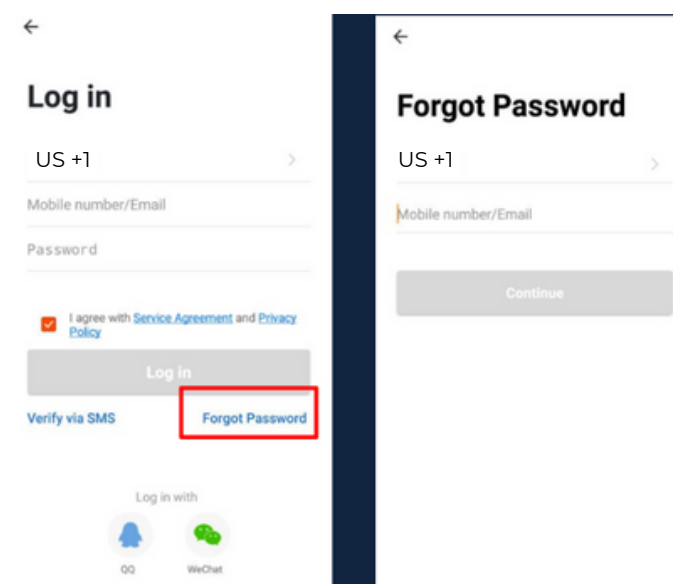 Log in
US +1
Mobile number/Email
Password
I agree with Service Agreement and Privacy
Policy
Log in
Verify via SMS
Forgot Password
Log in with
QQ
WeChat
Forgot Password
US +1
Mobile number/Email
Continue